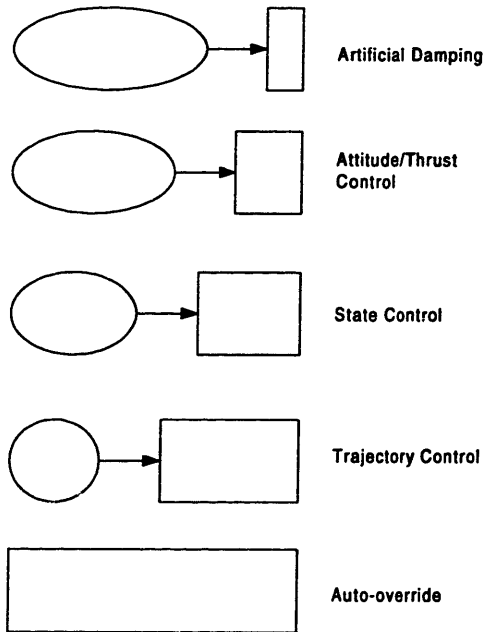 Artificial Damping
Attitude/Thrust
Control
State Control
Trajectory Control
Auto-override